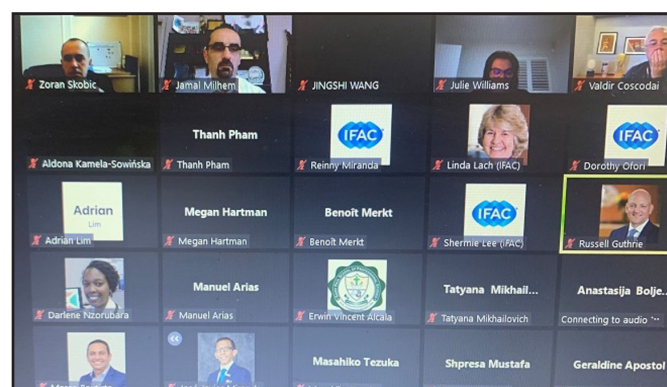 Zoran Skobic
Jamal Milhem
JINGSHI WANG
Julie Williams
Valdir Coscodai
Aldona Kamela-Sowińska
Thanh Pham
Thanh Pham
IFAC
Reinny Miranda
Linda Lach (IFAC)
IFAC
Dorothy Ofori
Adrian
Lim
Adrian Lim
Megan Hartman
Megan Hartman
Benoît Merkt
Benoît Merkt
IFAC
Shermie Lee (IFAC)
Russell Guthrie
Darlene Nzorubara
Manuel Arias
Manuel Arias
Erwin Vincent Alcala
Tatyana Mikhail...
Tatyana Mikhailovich
Anastasija Bolje..
Connecting to audio ...
Masahiko Tezuka
Shpresa Mustafa
Geraldine Aposto